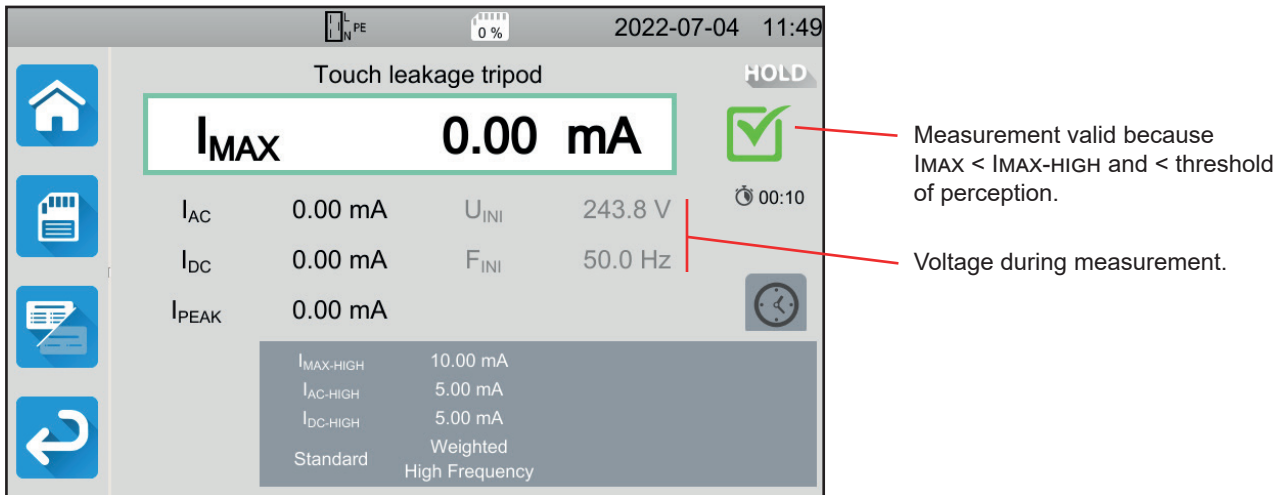 L
N PE
0 %
2022-07-04 11:49
Touch leakage tripod
HOLD
IMAX 0.00 mA
Measurement valid because
IMAX < IMAX-HIGH and < threshold
of perception.
00:10
IAC 0.00 mA UINI 243.8 V
IDC 0.00 mA FINI 50.0 Hz
Voltage during measurement.
IPEAK 0.00 mA
IMAX-HIGH 10.00 mA
IAC-HIGH 5.00 mA
IDC-HIGH 5.00 mA
Standard Weighted
High Frequency